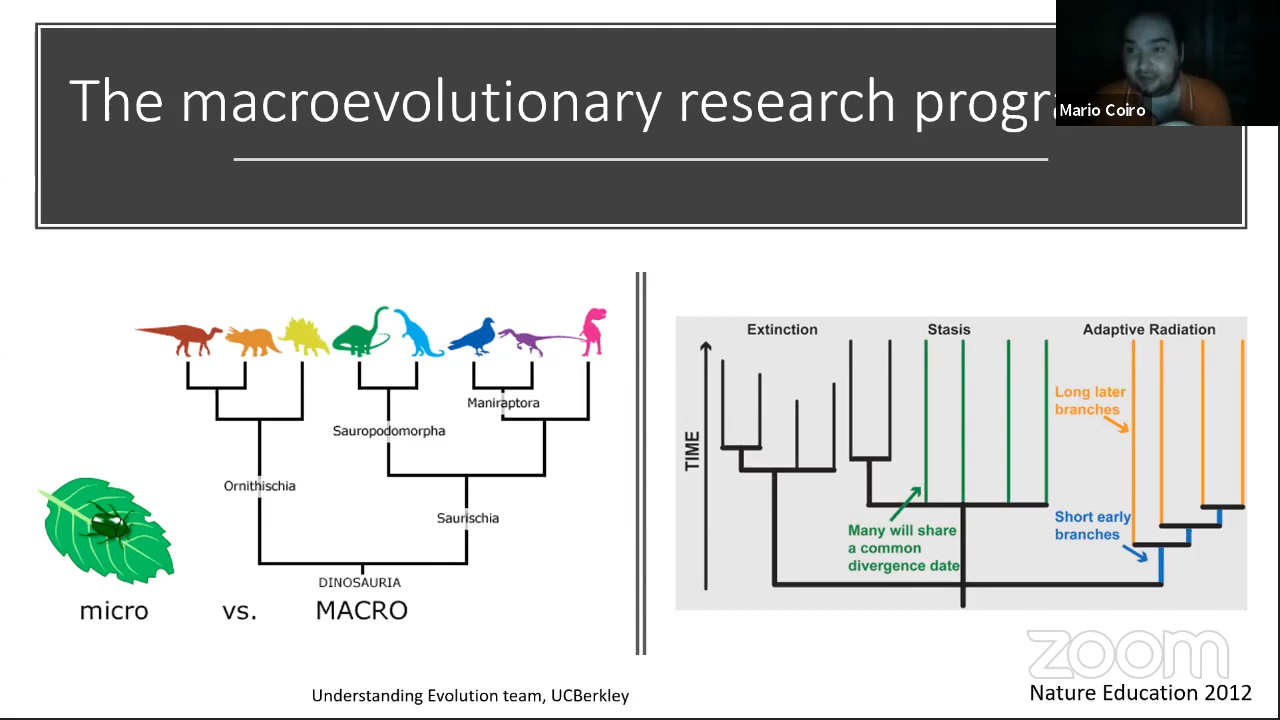 The macroevolutionary research progra
Mario Coiro
Maniraptora
Sauropodomorpha
Ornithischia
Saurischia
DINOSAURIA
micro vs. MACRO
Understanding Evolution team, UCBerkley
Extinction Stasis Adaptive Radiation
TIME
Long later
branches
Short early
branches
Many will share
a common
divergence date
zoom
Nature Education 2012